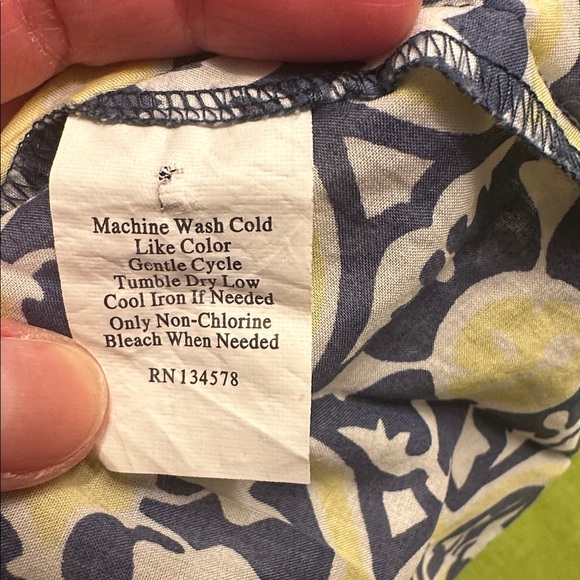 Machine Wash Cold
Like Color
Gentle Cycle
Tumble Dry Low
Cool Iron If Needed
Only Non-Chlorine
Bleach When Needed
RN 134578